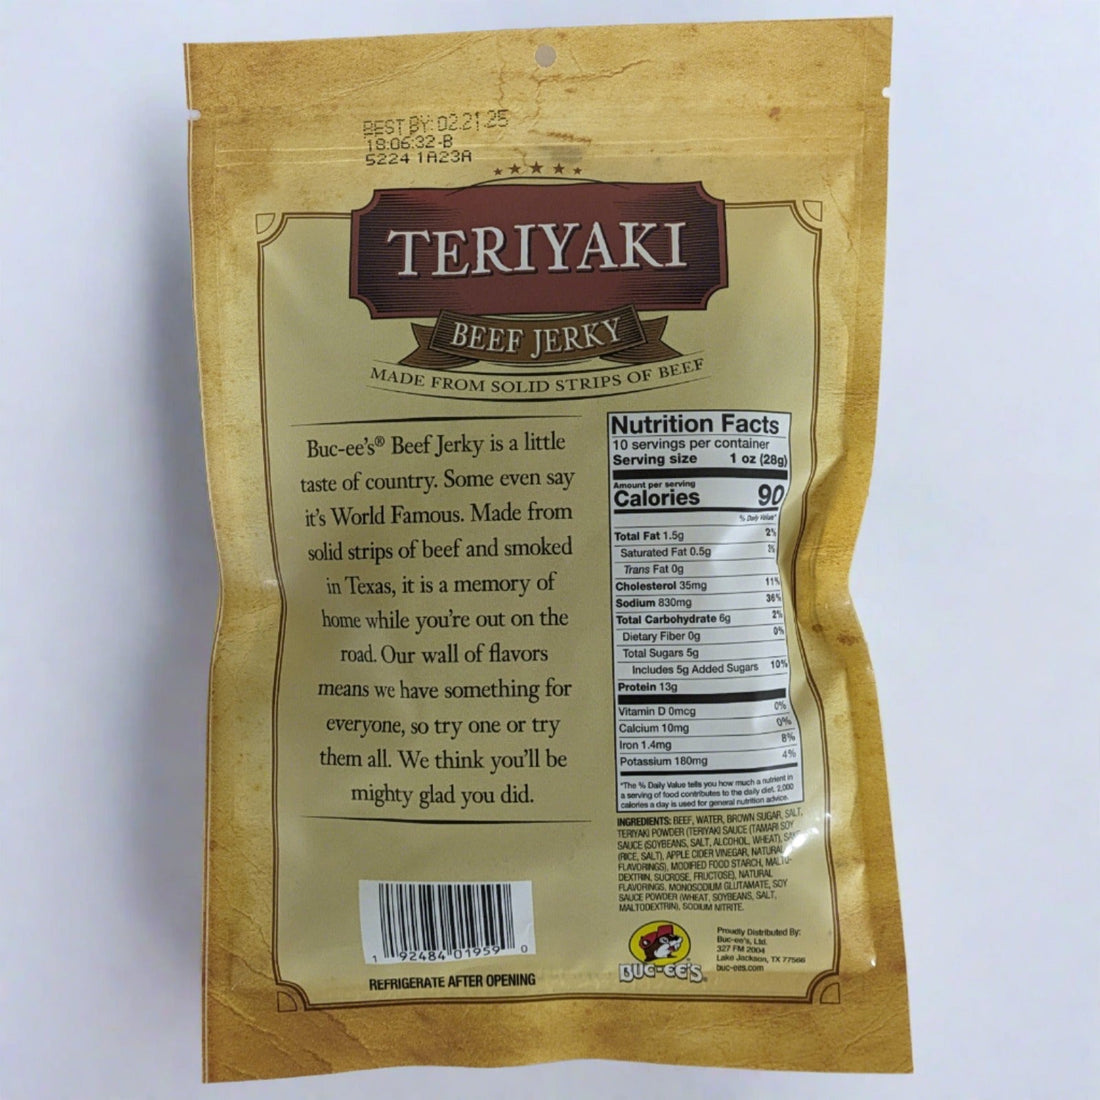 BEST BY: 02.21.25
18:06:32-B
5224 1A23A
TERIYAKI
BEEF JERKY
MADE FROM SOLID STRIPS OF BEEF
Buc-ee's® Beef Jerky is a little
taste of country. Some even say
it's World Famous. Made from
solid strips of beef and smoked
in Texas, it is a memory of
home while you're out on the
road. Our wall of flavors
means we have something for
everyone, so try one or try
them all. We think you'll be
mighty glad you did.
Nutrition Facts
10 servings per container
Serving size 1 oz (28g)
Amount per serving
Calories 90
% Daily Value*
Total Fat 1.5g 2%
Saturated Fat 0.5g 3%
Trans Fat 0g
Cholesterol 35mg 11%
Sodium 830mg 36%
Total Carbohydrate 6g 2%
Dietary Fiber 0g 0%
Total Sugars 5g
Includes 5g Added Sugars 10%
Protein 13g
Vitamin D 0mcg 0%
Calcium 10mg 0%
Iron 1.4mg 8%
Potassium 180mg 4%
*The % Daily Value tells you how much a nutrient in
a serving of food contributes to the daily diet. 2,000
calories a day is used for general nutrition advice.
INGREDIENTS: BEEF, WATER, BROWN SUGAR, SALT,
TERIYAKI POWDER (TERIYAKI SAUCE (TAMARI SOY
SAUCE (SOYBEANS, SALT, ALCOHOL, WHEAT),
(RICE, SALT), APPLE CIDER VINEGAR, NATURAL
FLAVORINGS), MODIFIED FOOD STARCH, MALTO-
DEXTRIN, SUCROSE, FRUCTOSE), NATURAL
FLAVORINGS, MONOSODIUM GLUTAMATE, SOY
SAUCE POWDER (WHEAT, SOYBEANS, SALT,
MALTODEXTRIN), SODIUM NITRITE.
1 92484 01959 0
REFRIGERATE AFTER OPENING
BUC-EE'S®
Proudly Distributed By:
Buc-ee's, Ltd.
327 FM 2004
Lake Jackson, TX 77566
buc-ees.com